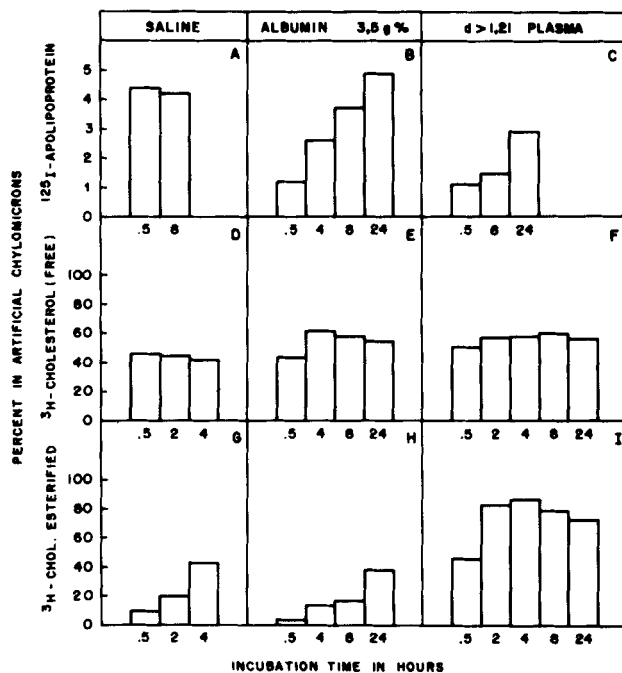 SALINE
ALBUMIN 3,5 g %
d > 1,21 PLASMA
PERCENT IN ARTIFICIAL CHYLOMICRONS
125I-APOLIPOPROTEIN
A
B
C
5
4
3
2
1
0
.5 8
.5 4 8 24
.5 8 24
3H-CHOLESTEROL (FREE)
D
E
F
100
80
60
40
20
0
.5 2 4
.5 4 8 24
.5 2 4 8 24
3H-CHOL. ESTERIFIED
G
H
I
100
80
60
40
20
0
.5 2 4
.5 4 8 24
.5 2 4 8 24
INCUBATION TIME IN HOURS